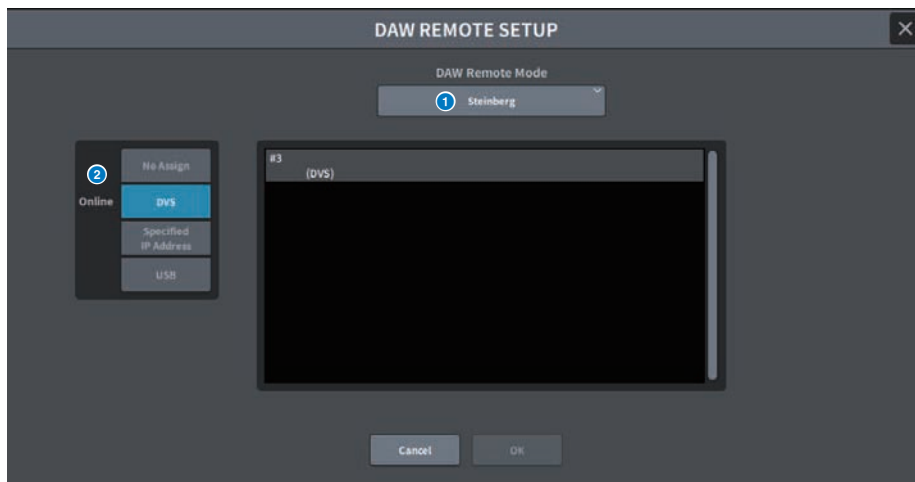 DAW REMOTE SETUP
DAW Remote Mode
1 Steinberg
2
No Assign
Online
DVS
Specified
IP Address
USB
#3
(DVS)
Cancel
OK